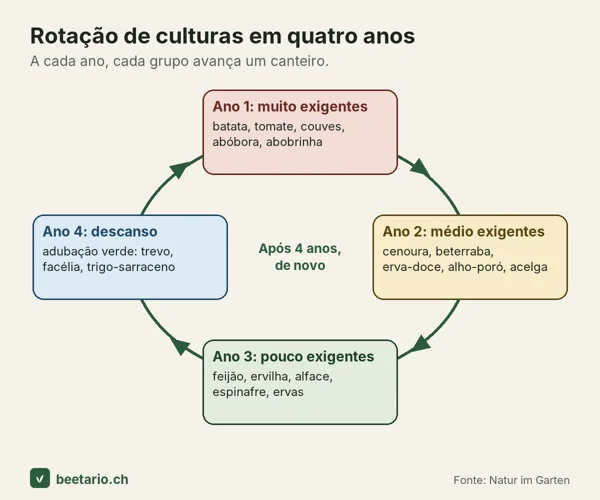 Rotação de culturas em quatro anos
A cada ano, cada grupo avança um canteiro.
Ano 1: muito exigentes
batata, tomate, couves,
abóbora, abobrinha
Ano 4: descanso
adubação verde: trevo,
facélia, trigo-sarraceno
Após 4 anos,
de novo
Ano 2: médio exigentes
cenoura, beterraba,
erva-doce, alho-poró, acelga
Ano 3: pouco exigentes
feijão, ervilha, alface,
espinafre, ervas
beetario.ch
Fonte: Natur im Garten